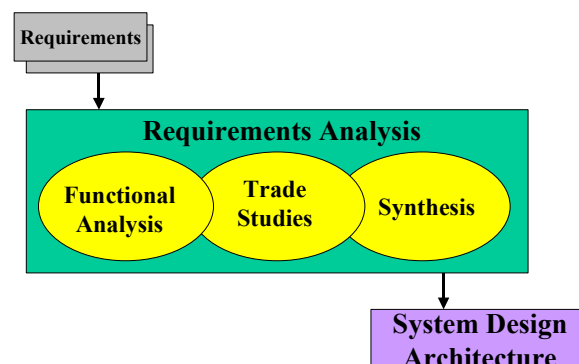 Requirements
Requirements Analysis
Functional
Analysis
Trade
Studies
Synthesis
System Design
Architecture